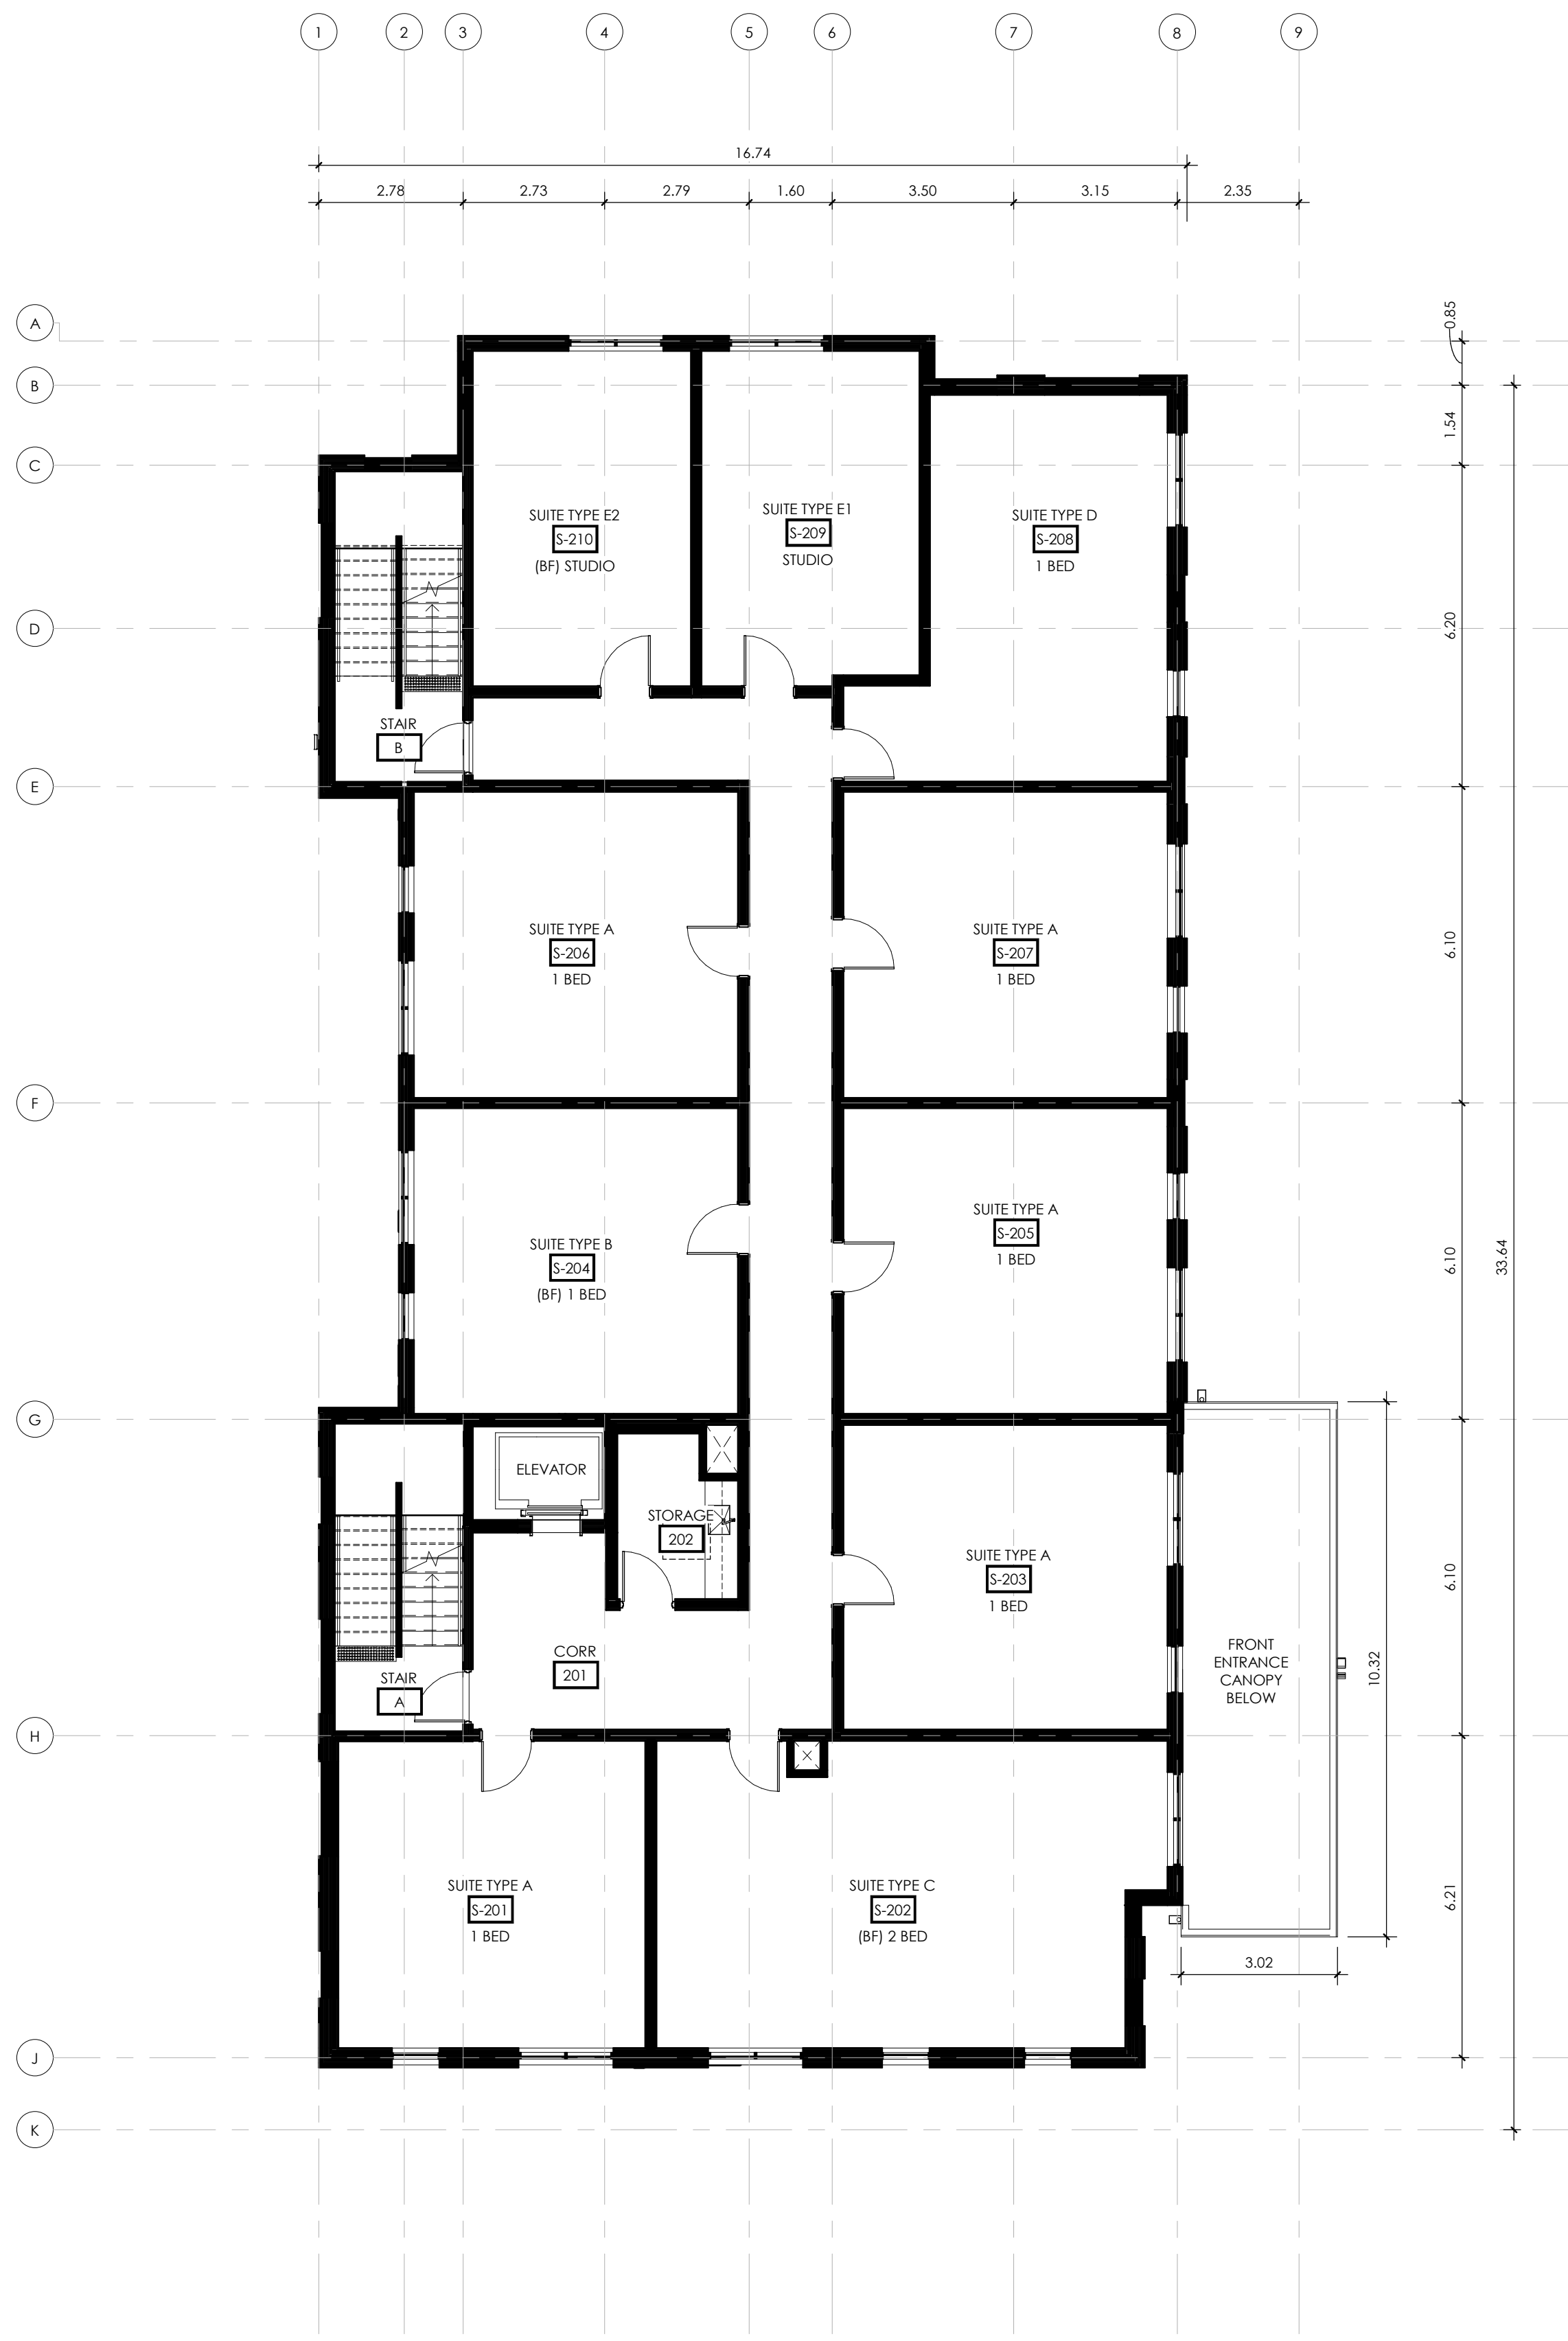 1
2
3
4
5
6
7
8
9
16.74
2.78
2.73
2.79
1.60
3.50
3.15
2.35
A
0.85
B
1.54
C
SUITE TYPE E2
S-210
(BF) STUDIO
SUITE TYPE E1
S-209
STUDIO
SUITE TYPE D
S-208
1 BED
D
6.20
STAIR
B
E
SUITE TYPE A
S-206
1 BED
SUITE TYPE A
S-207
1 BED
6.10
F
SUITE TYPE B
S-204
(BF) 1 BED
SUITE TYPE A
S-205
1 BED
6.10
33.64
G
ELEVATOR
STORAGE
202
SUITE TYPE A
S-203
1 BED
6.10
CORR
201
STAIR
A
FRONT
ENTRANCE
CANOPY
BELOW
10.32
H
SUITE TYPE A
S-201
1 BED
SUITE TYPE C
S-202
(BF) 2 BED
6.21
3.02
J
K